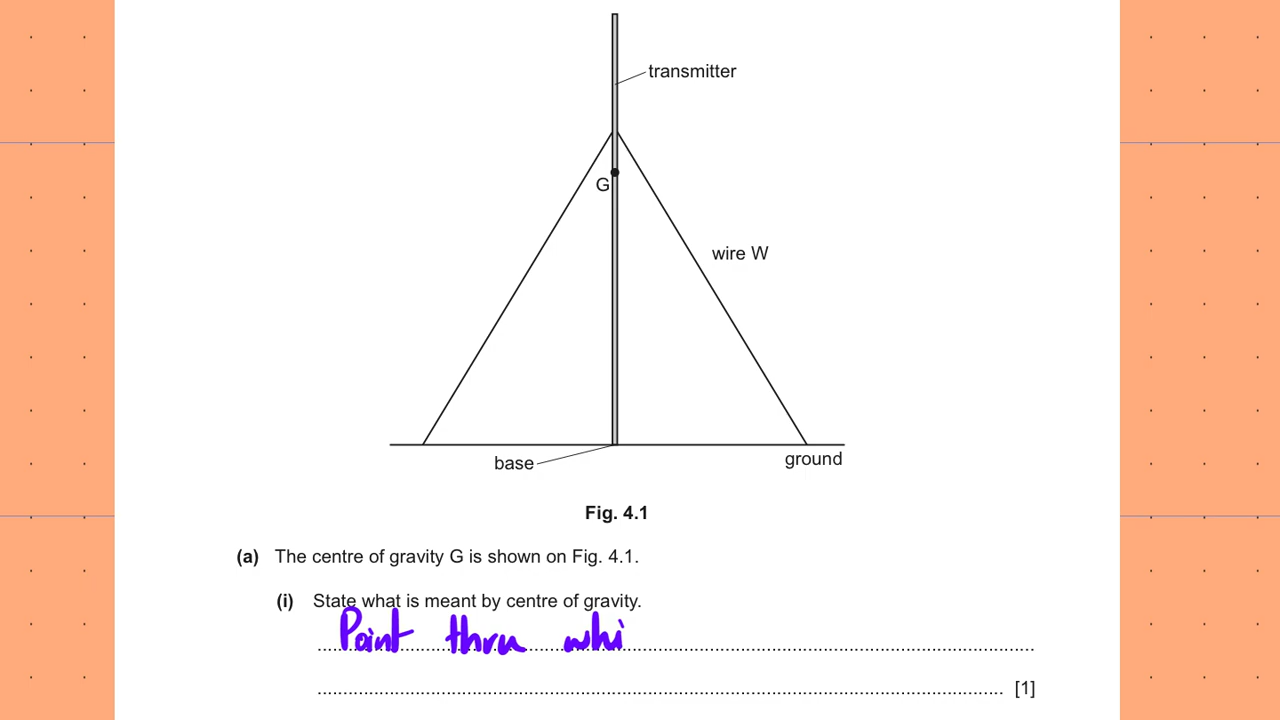 transmitter
G
wire W
base
ground
Fig. 4.1
(a) The centre of gravity G is shown on Fig. 4.1.
(i) State what is meant by centre of gravity.
Point thru whi
[1]